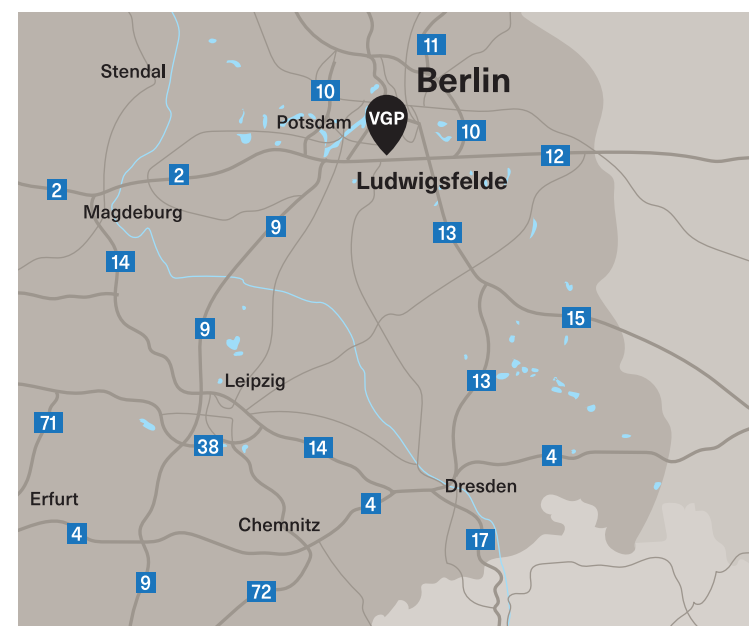 11
Stendal
Berlin
10
Potsdam
VGP
10
12
2
2
Ludwigsfelde
Magdeburg
9
13
14
15
9
Leipzig
13
71
38
14
4
Erfurt
Dresden
4
Chemnitz
4
17
9
72